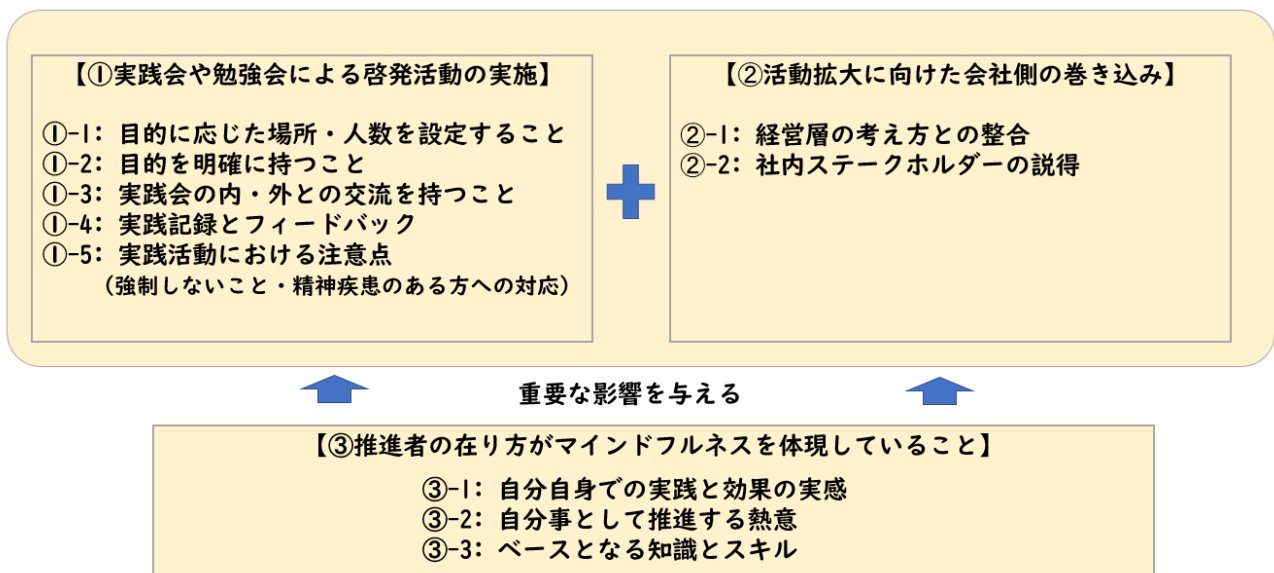 【①実践会や勉強会による啓発活動の実施】
①-1: 目的に応じた場所・人数を設定すること
①-2: 目的を明確に持つこと
①-3: 実践会の内・外との交流を持つこと
①-4: 実践記録とフィードバック
①-5: 実践活動における注意点
(強制しないこと・精神疾患のある方への対応)
【②活動拡大に向けた会社側の巻き込み】
②-1: 経営層の考え方との整合
②-2: 社内ステークホルダーの説得
重要な影響を与える
【③推進者の在り方がマインドフルネスを体現していること】
③-1: 自分自身での実践と効果の実感
③-2: 自分事として推進する熱意
③-3: ベースとなる知識とスキル